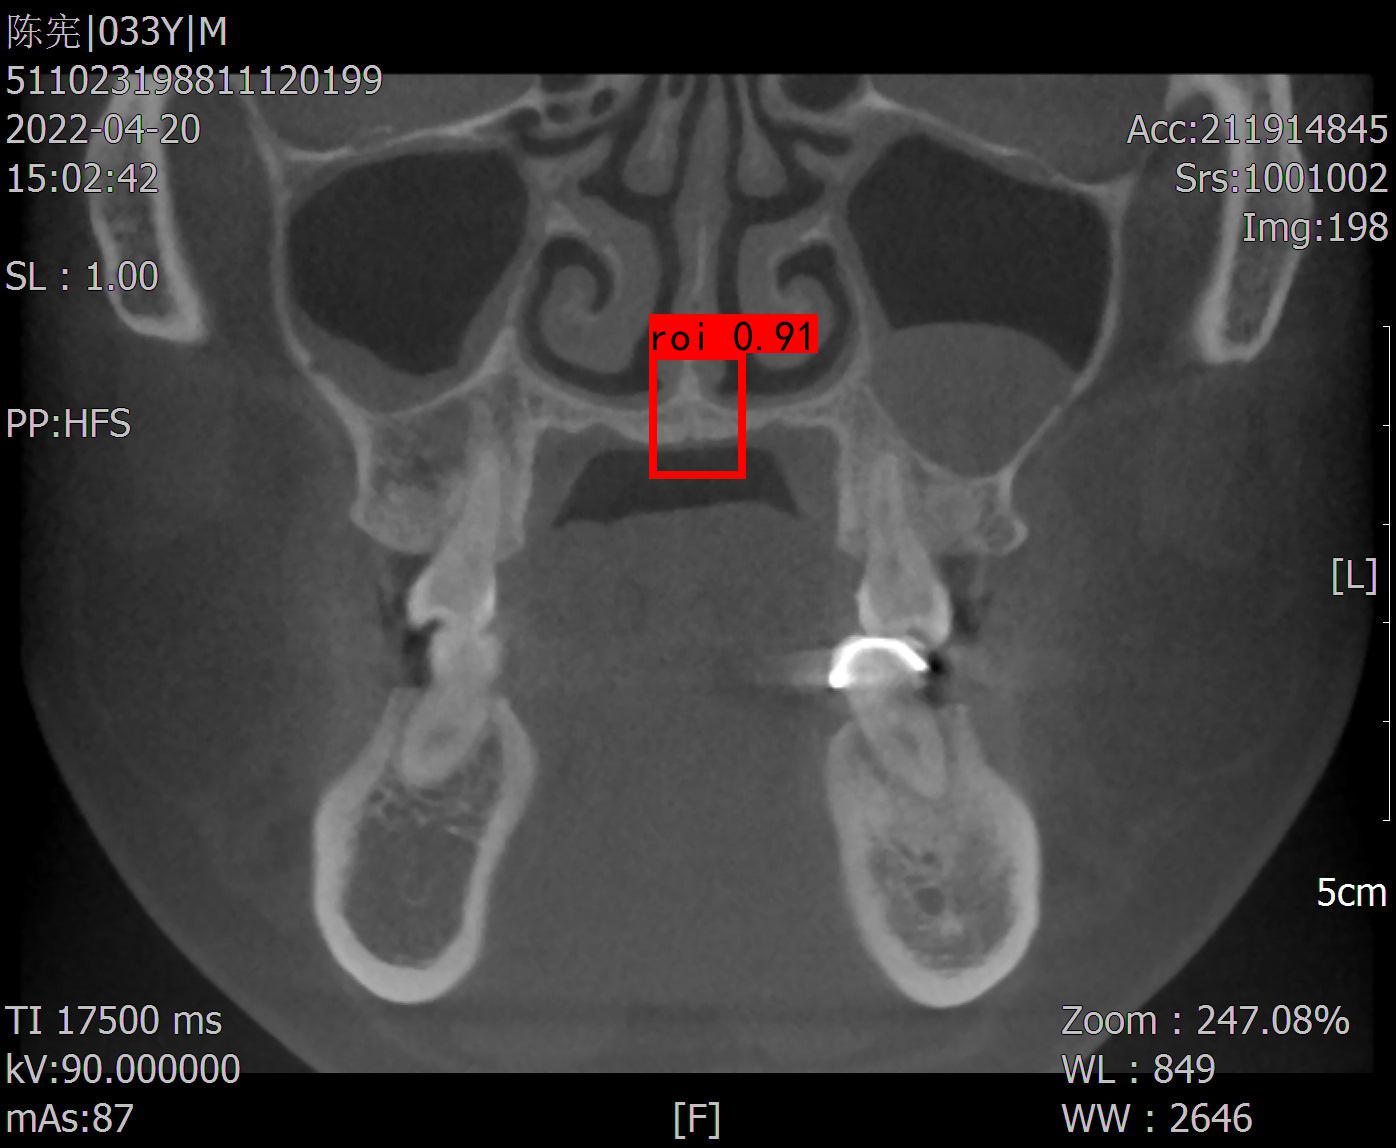 陈宪|033Y|M
511023198811120199
2022-04-20
15:02:42
SL : 1.00
PP:HFS
Acc:211914845
Srs:1001002
Img:198
roi 0.91
[L]
5cm
TI 17500 ms
kV:90.000000
mAs:87
[F]
Zoom : 247.08%
WL : 849
WW : 2646